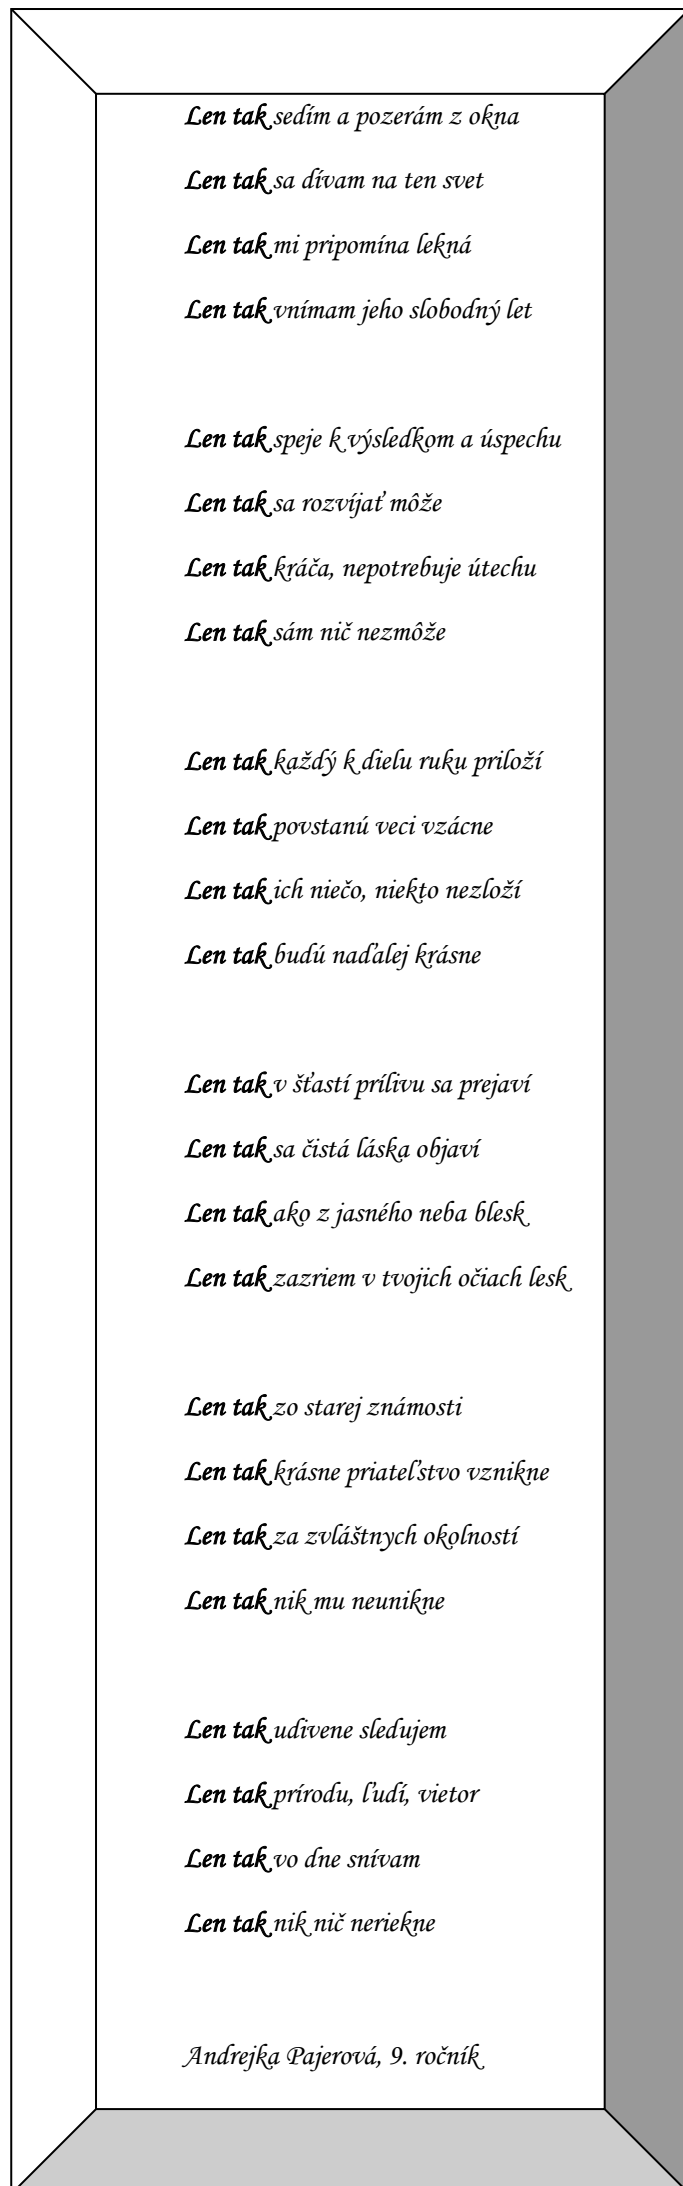 Len tak sedím a pozerám z okna
Len tak sa dívam na ten svet
Len tak mi pripomína lekná
Len tak vnímam jeho slobodný let
Len tak speje k výsledkom a úspechu
Len tak sa rozvíjať môže
Len tak kráča, nepotrebuje útechu
Len tak sám nič nezmôže
Len tak každý k dielu ruku priloží
Len tak povstanú veci vzácne
Len tak ich niečo, niekto nezloží
Len tak budú naďalej krásne
Len tak v šťastí prílivu sa prejaví
Len tak sa čistá láska objaví
Len tak ako z jasného neba blesk
Len tak zazriem v tvojich očiach lesk
Len tak zo starej známosti
Len tak krásne priateľstvo vznikne
Len tak za zvláštnych okolností
Len tak nik mu neunikne
Len tak udivene sledujem
Len tak prírodu, ľudí, vietor
Len tak vo dne snívam
Len tak nik nič neriekne
Andrejka Pajerová, 9. ročník